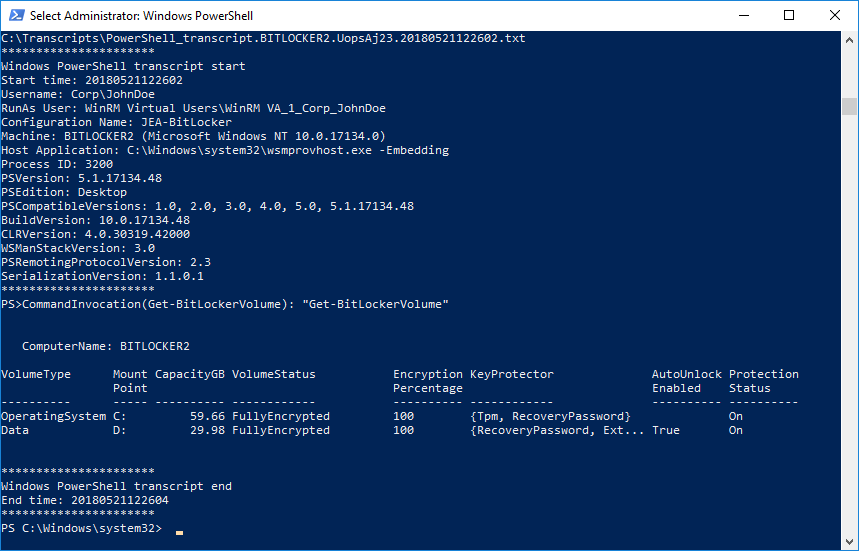 Select Administrator: Windows PowerShell
C:\Transcripts\PowerShell_transcript.BITLOCKER2.UopsAj23.20180521122602.txt
**********************
Windows PowerShell transcript start
Start time: 20180521122602
Username: Corp\JohnDoe
RunAs User: WinRM Virtual Users\WinRM VA_1_Corp_JohnDoe
Configuration Name: JEA-BitLocker
Machine: BITLOCKER2 (Microsoft Windows NT 10.0.17134.0)
Host Application: C:\Windows\system32\wsmprovhost.exe -Embedding
Process ID: 3200
PSVersion: 5.1.17134.48
PSEdition: Desktop
PSCompatibleVersions: 1.0, 2.0, 3.0, 4.0, 5.0, 5.1.17134.48
BuildVersion: 10.0.17134.48
CLRVersion: 4.0.30319.42000
WSManStackVersion: 3.0
PSRemotingProtocolVersion: 2.3
SerializationVersion: 1.1.0.1
**********************
PS>CommandInvocation(Get-BitLockerVolume): "Get-BitLockerVolume"
   ComputerName: BITLOCKER2
VolumeType      Mount CapacityGB VolumeStatus           Encryption KeyProtector              AutoUnlock Protection
                Point                                   Percentage                           Enabled    Status
----------      ----- ---------- ------------           ---------- ------------              ---------- ----------
OperatingSystem C:         59.66 FullyEncrypted         100        {Tpm, RecoveryPassword}              On
Data            D:         29.98 FullyEncrypted         100        {RecoveryPassword, Ext... True       On
**********************
Windows PowerShell transcript end
End time: 20180521122604
**********************
PS C:\Windows\system32>